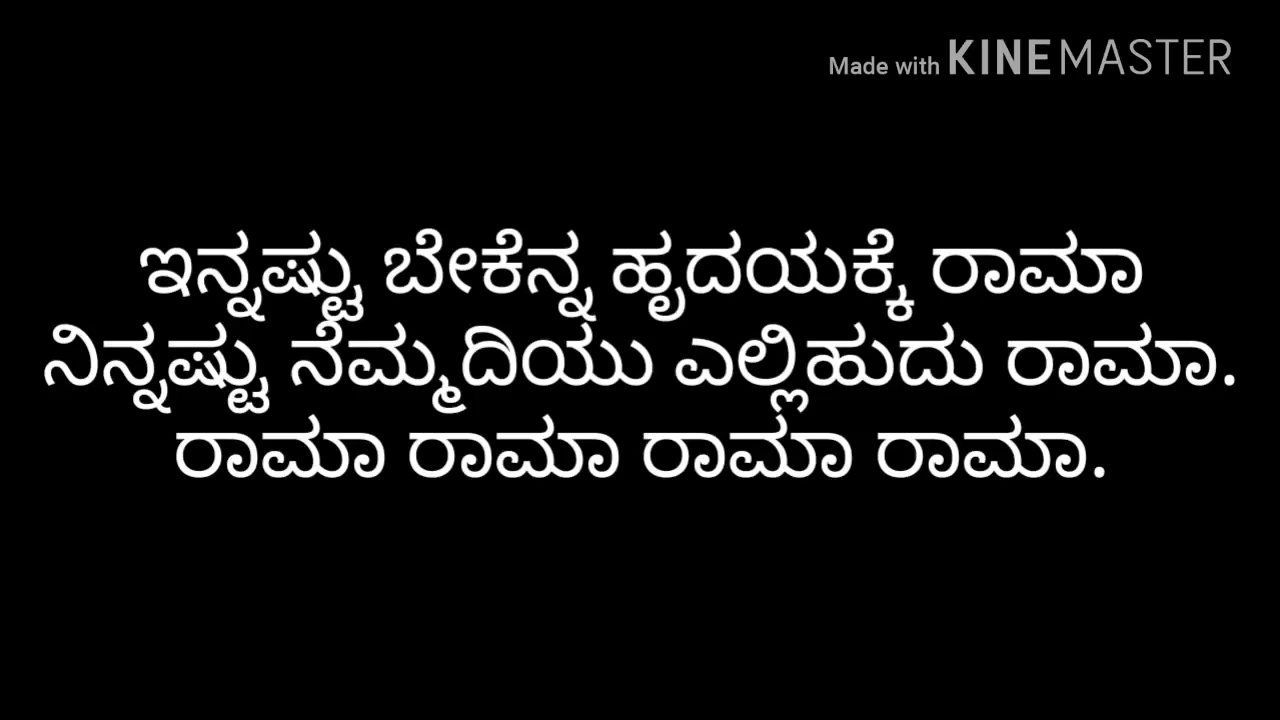 Made with KINEMASTER
ಇನ್ನಷ್ಟು ಬೇಕೆನ್ನ ಹೃದಯಕ್ಕೆ ರಾಮಾ
ನಿನ್ನಷ್ಟು ನೆಮ್ಮದಿಯು ಎಲ್ಲಿಹುದು ರಾಮಾ.
ರಾಮಾ ರಾಮಾ ರಾಮಾ ರಾಮಾ.